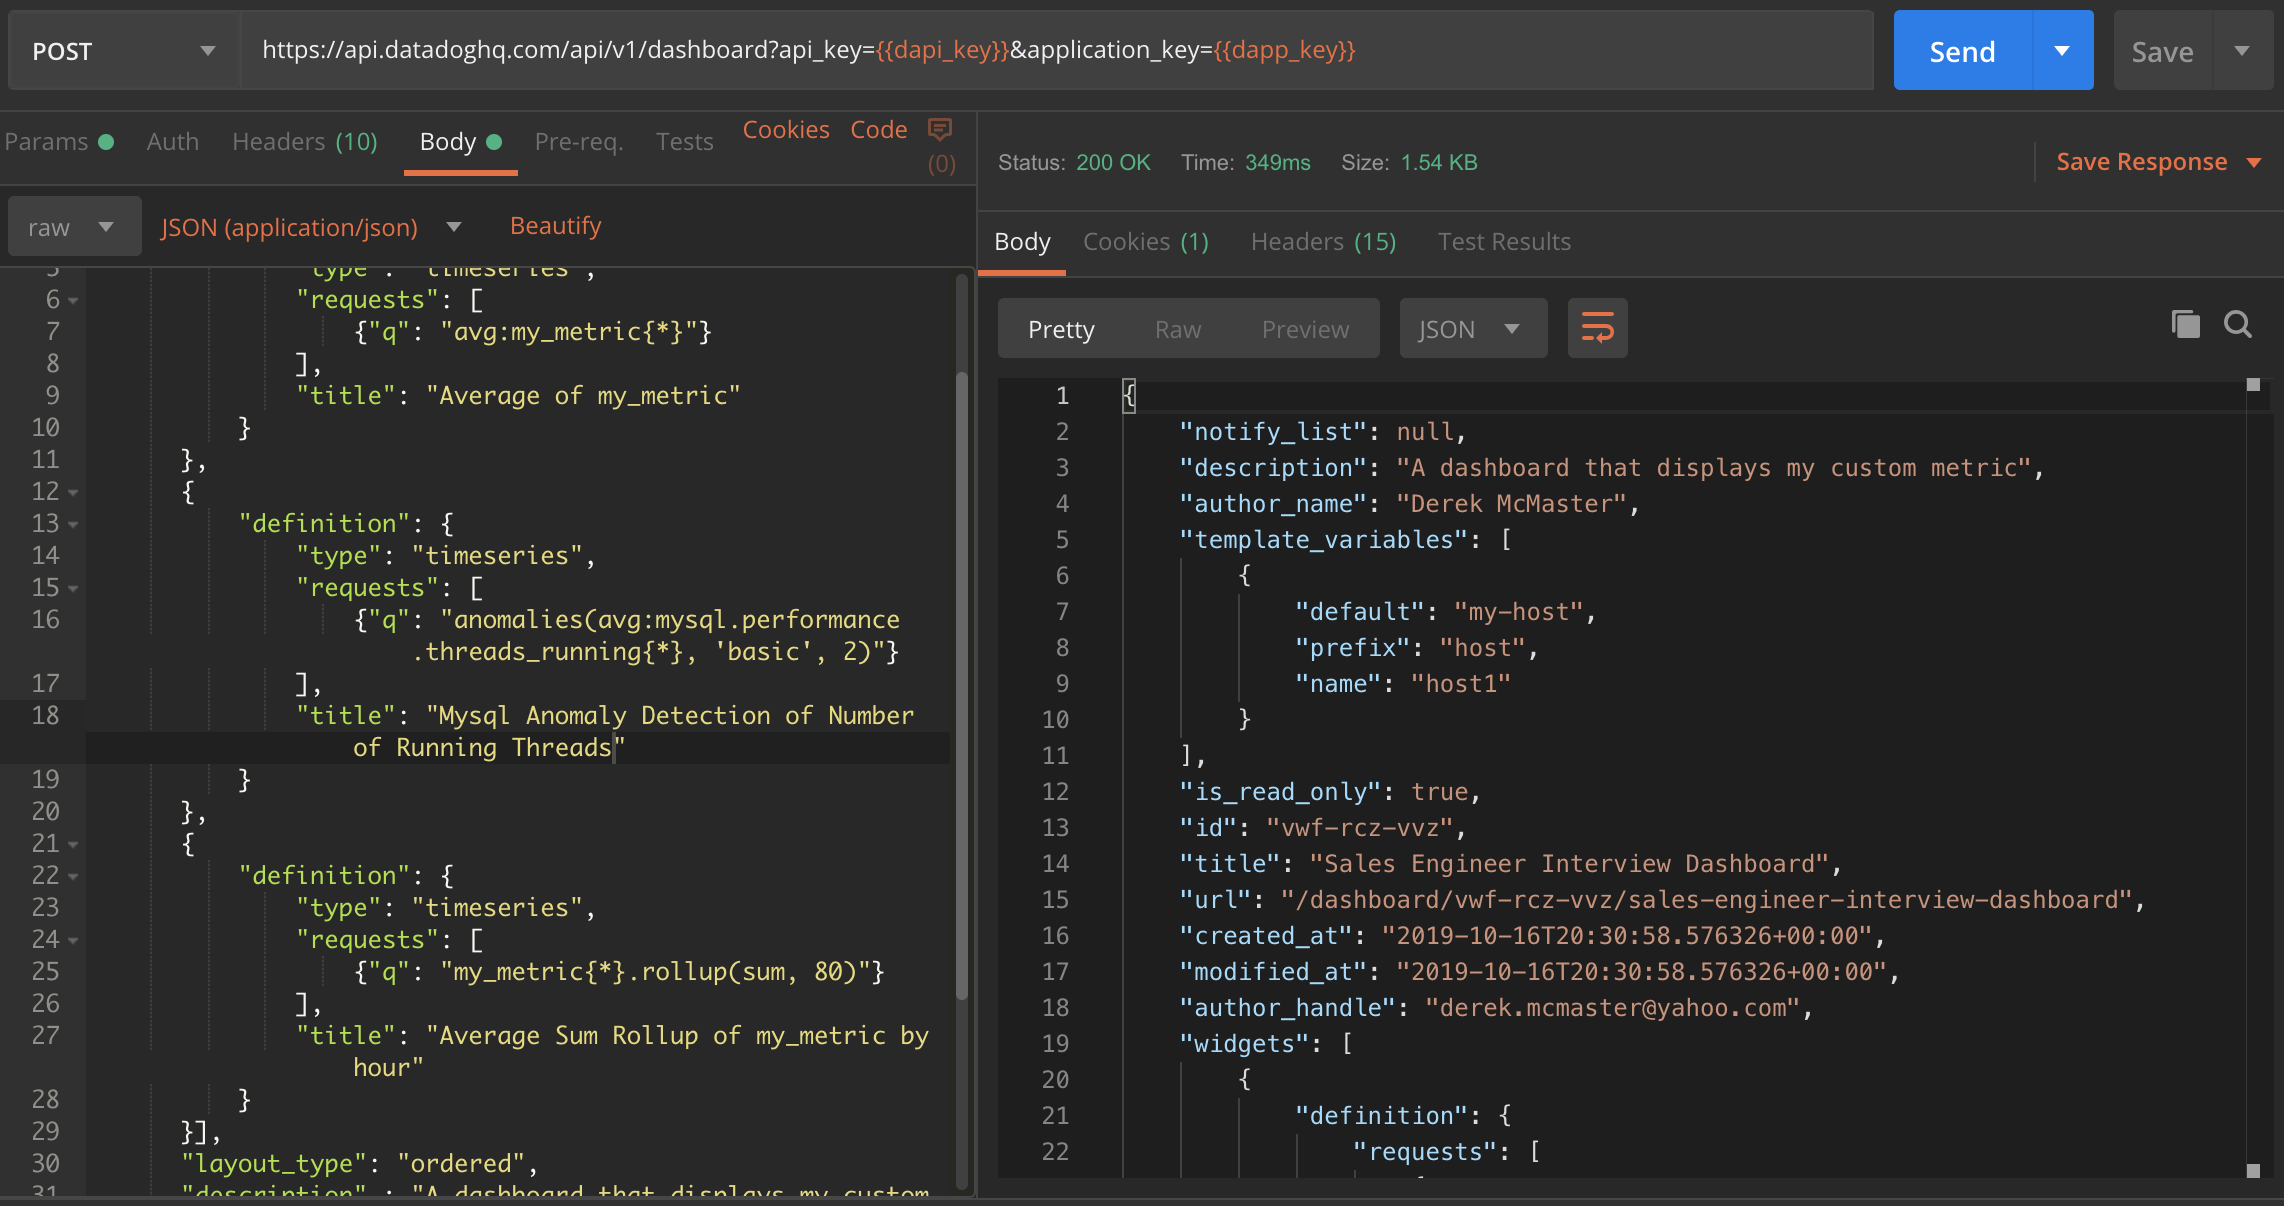 POST
https://api.datadoghq.com/api/v1/dashboard?api_key={{dapi_key}}&application_key={{dapp_key}}
Send
Save
Params
Auth
Headers (10)
Body
Pre-req.
Tests
Cookies
Code
(0)
raw
JSON (application/json)
Beautify
5 "type": "timeseries",
6 "requests": [
7 {"q": "avg:my_metric{*}"}
8 ],
9 "title": "Average of my_metric"
10 }
11 },
12 {
13 "definition": {
14 "type": "timeseries",
15 "requests": [
16 {"q": "anomalies(avg:mysql.performance
.threads_running{*}, 'basic', 2)"}
17 ],
18 "title": "Mysql Anomaly Detection of Number
of Running Threads"
19 }
20 },
21 {
22 "definition": {
23 "type": "timeseries",
24 "requests": [
25 {"q": "my_metric{*}.rollup(sum, 80)"}
26 ],
27 "title": "Average Sum Rollup of my_metric by
hour"
28 }
29 }],
30 "layout_type": "ordered",
31 "description" : "A dashboard that displays my custom
Status: 200 OK
Time: 349ms
Size: 1.54 KB
Save Response
Body
Cookies (1)
Headers (15)
Test Results
Pretty
Raw
Preview
JSON
1 {
2 "notify_list": null,
3 "description": "A dashboard that displays my custom metric",
4 "author_name": "Derek McMaster",
5 "template_variables": [
6 {
7 "default": "my-host",
8 "prefix": "host",
9 "name": "host1"
10 }
11 ],
12 "is_read_only": true,
13 "id": "vwf-rcz-vvz",
14 "title": "Sales Engineer Interview Dashboard",
15 "url": "/dashboard/vwf-rcz-vvz/sales-engineer-interview-dashboard",
16 "created_at": "2019-10-16T20:30:58.576326+00:00",
17 "modified_at": "2019-10-16T20:30:58.576326+00:00",
18 "author_handle": "derek.mcmaster@yahoo.com",
19 "widgets": [
20 {
21 "definition": {
22 "requests": [